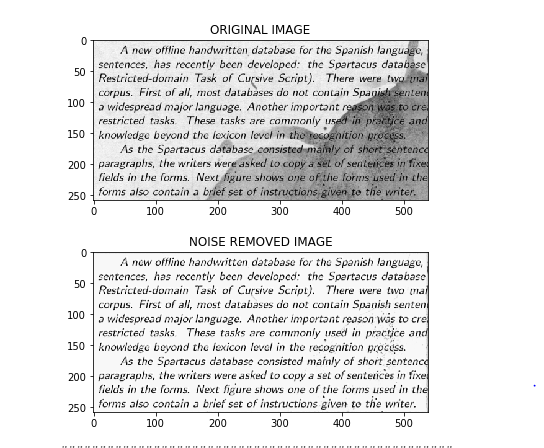 ORIGINAL IMAGE
0
50
100
150
200
250
A new offline handwritten database for the Spanish language,
sentences, has recently been developed: the Spartacus database
Restricted-domain Task of Cursive Script). There were two mai
corpus. First of all, most databases do not contain Spanish senten
a widespread major language. Another important reason was to cre
restricted tasks. These tasks are commonly used in practice and
knowledge beyond the lexicon level in the recognition process.
As the Spartacus database consisted mainly of short sentence
paragraphs, the writers were asked to copy a set of sentences in fixed
fields in the forms. Next figure shows one of the forms used in the
forms also contain a brief set of instructions given to the writer.
0 100 200 300 400 500
NOISE REMOVED IMAGE
0
50
100
150
200
250
A new offline handwritten database for the Spanish language,
sentences, has recently been developed: the Spartacus database
Restricted-domain Task of Cursive Script). There were two mai
corpus. First of all, most databases do not contain Spanish senten
a widespread major language. Another important reason was to cre
restricted tasks. These tasks are commonly used in practice and
knowledge beyond the lexicon level in the recognition process.
As the Spartacus database consisted mainly of short sentence
paragraphs, the writers were asked to copy a set of sentences in fixed
fields in the forms. Next figure shows one of the forms used in the
forms also contain a brief set of instructions given to the writer.
0 100 200 300 400 500